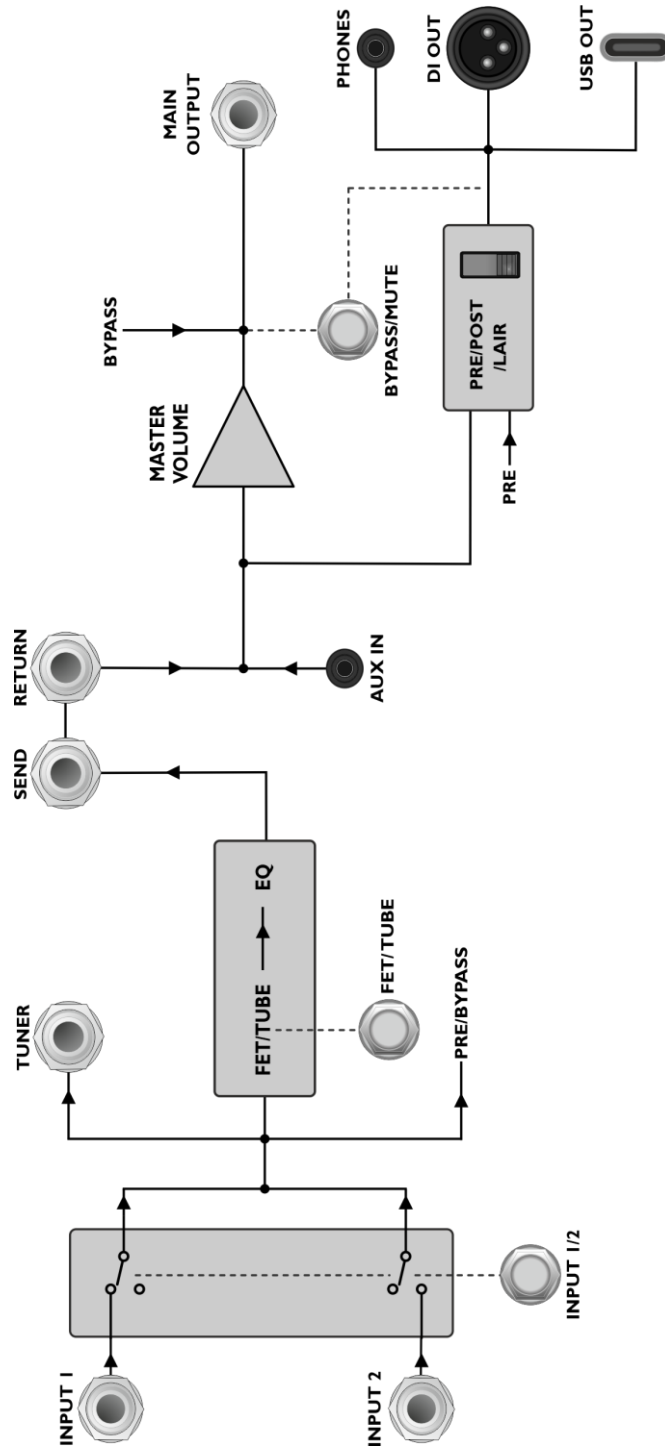 INPUT 1
INPUT 2
INPUT 1/2
TUNER
FET/TUBE
EQ
FET/TUBE
PRE/BYPASS
SEND
RETURN
AUX IN
MASTER
VOLUME
BYPASS
MAIN
OUTPUT
BYPASS/MUTE
PRE
PRE/POST
/LAIR
PHONES
DI OUT
USB OUT